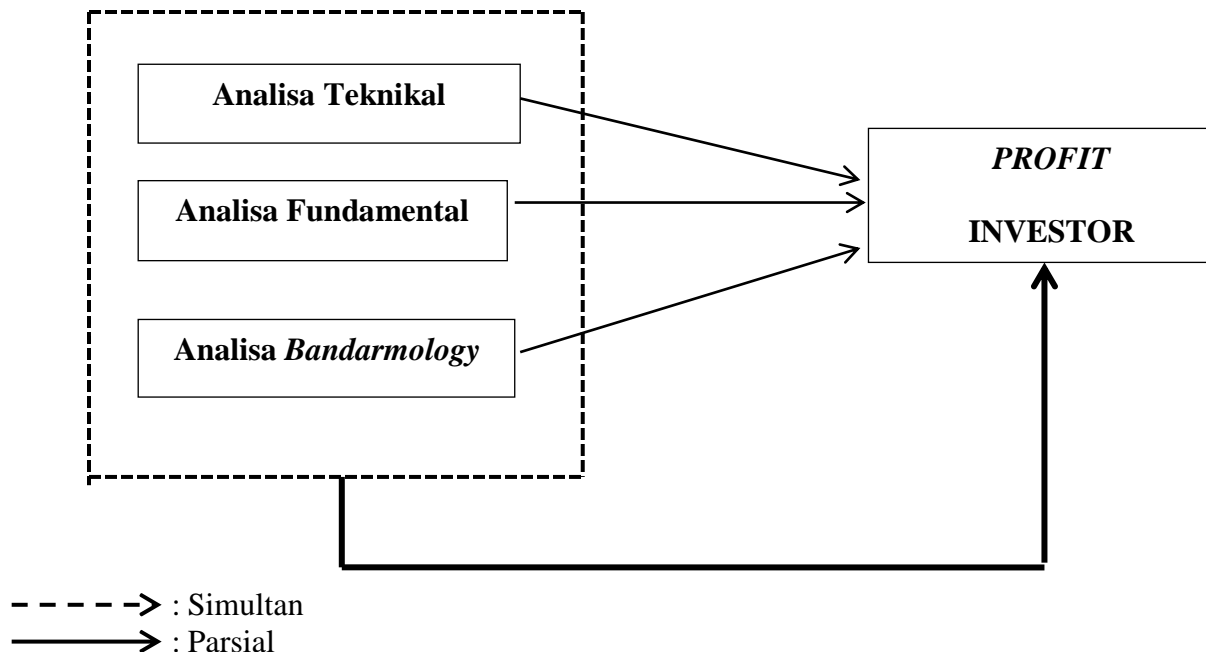 Analisa Teknikal
Analisa Fundamental
Analisa Bandarmology
PROFIT
INVESTOR
: Simultan
: Parsial